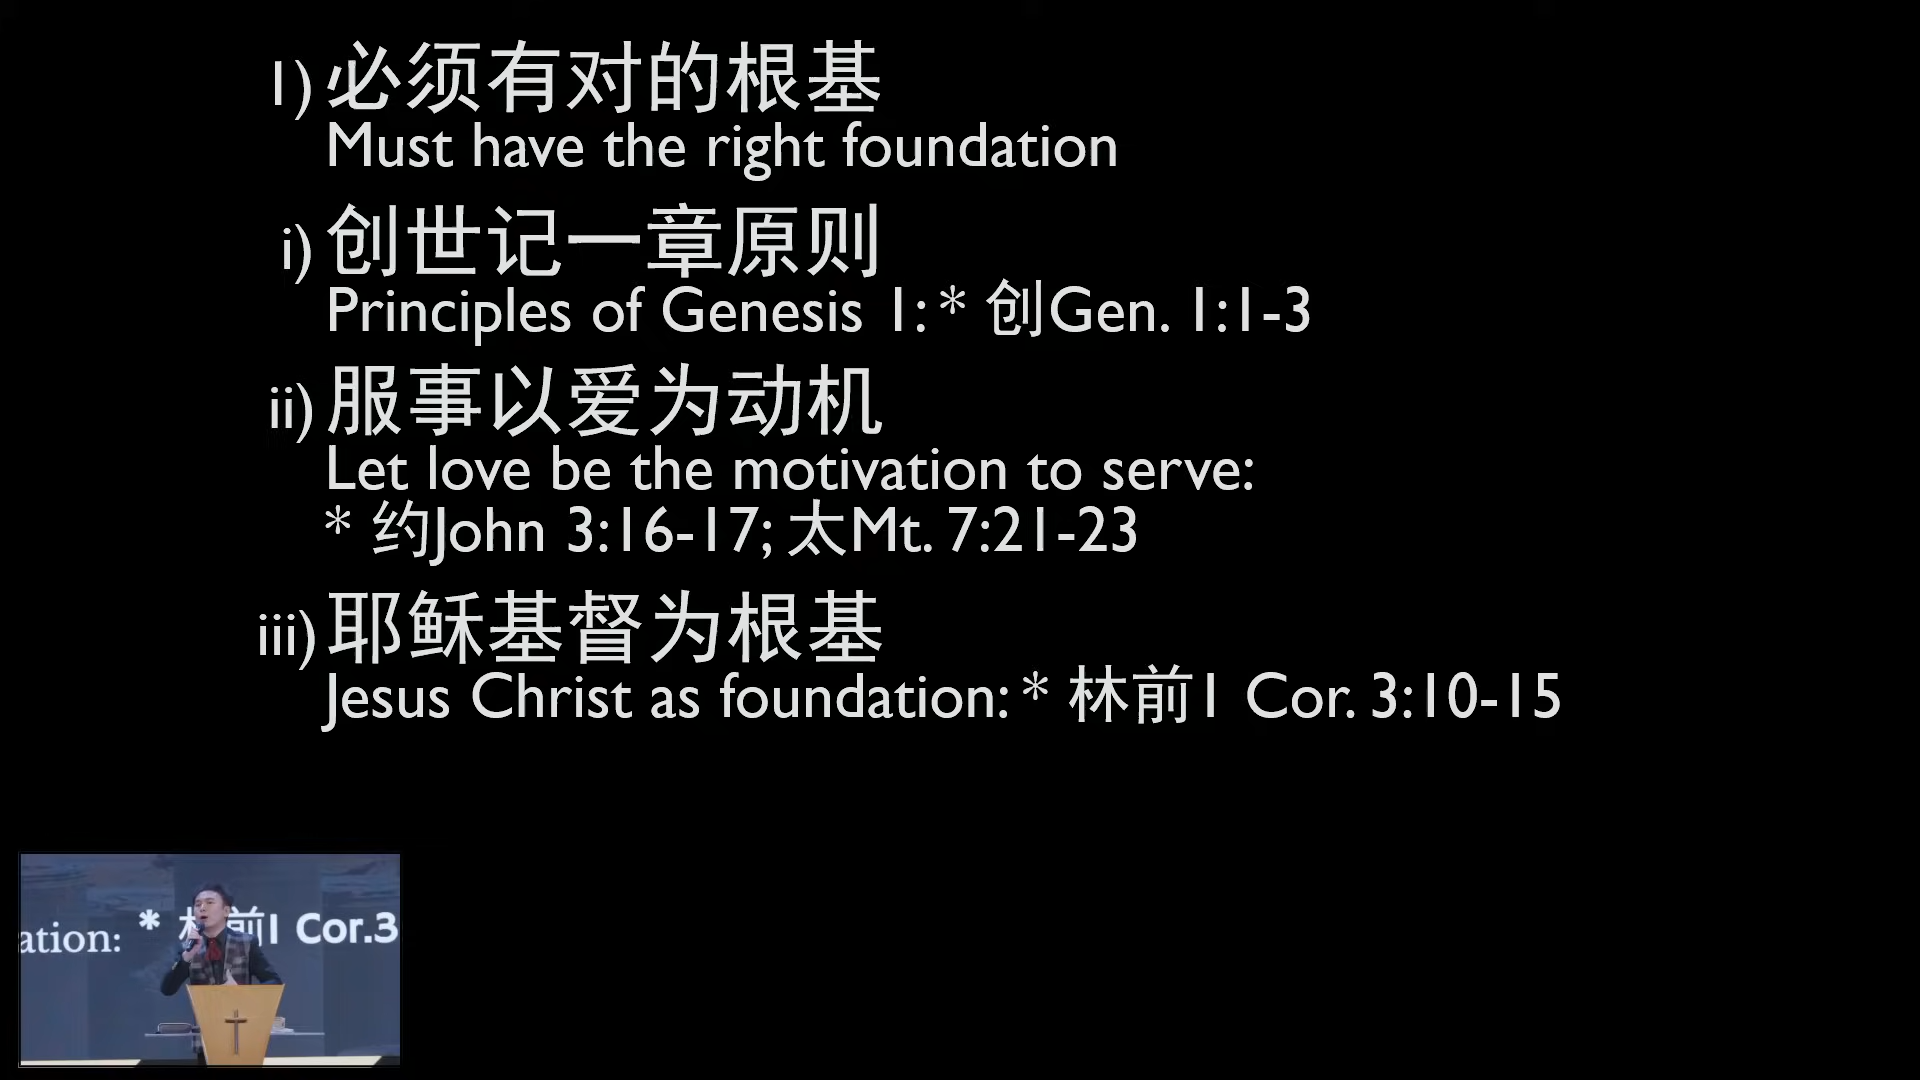 1) 必须有对的根基
Must have the right foundation
i) 创世记一章原则
Principles of Genesis 1: * 创Gen. 1:1-3
ii) 服事以爱为动机
Let love be the motivation to serve:
* 约John 3:16-17; 太Mt. 7:21-23
iii) 耶稣基督为根基
Jesus Christ as foundation: * 林前1 Cor. 3:10-15
ation: * 前1 Cor.3